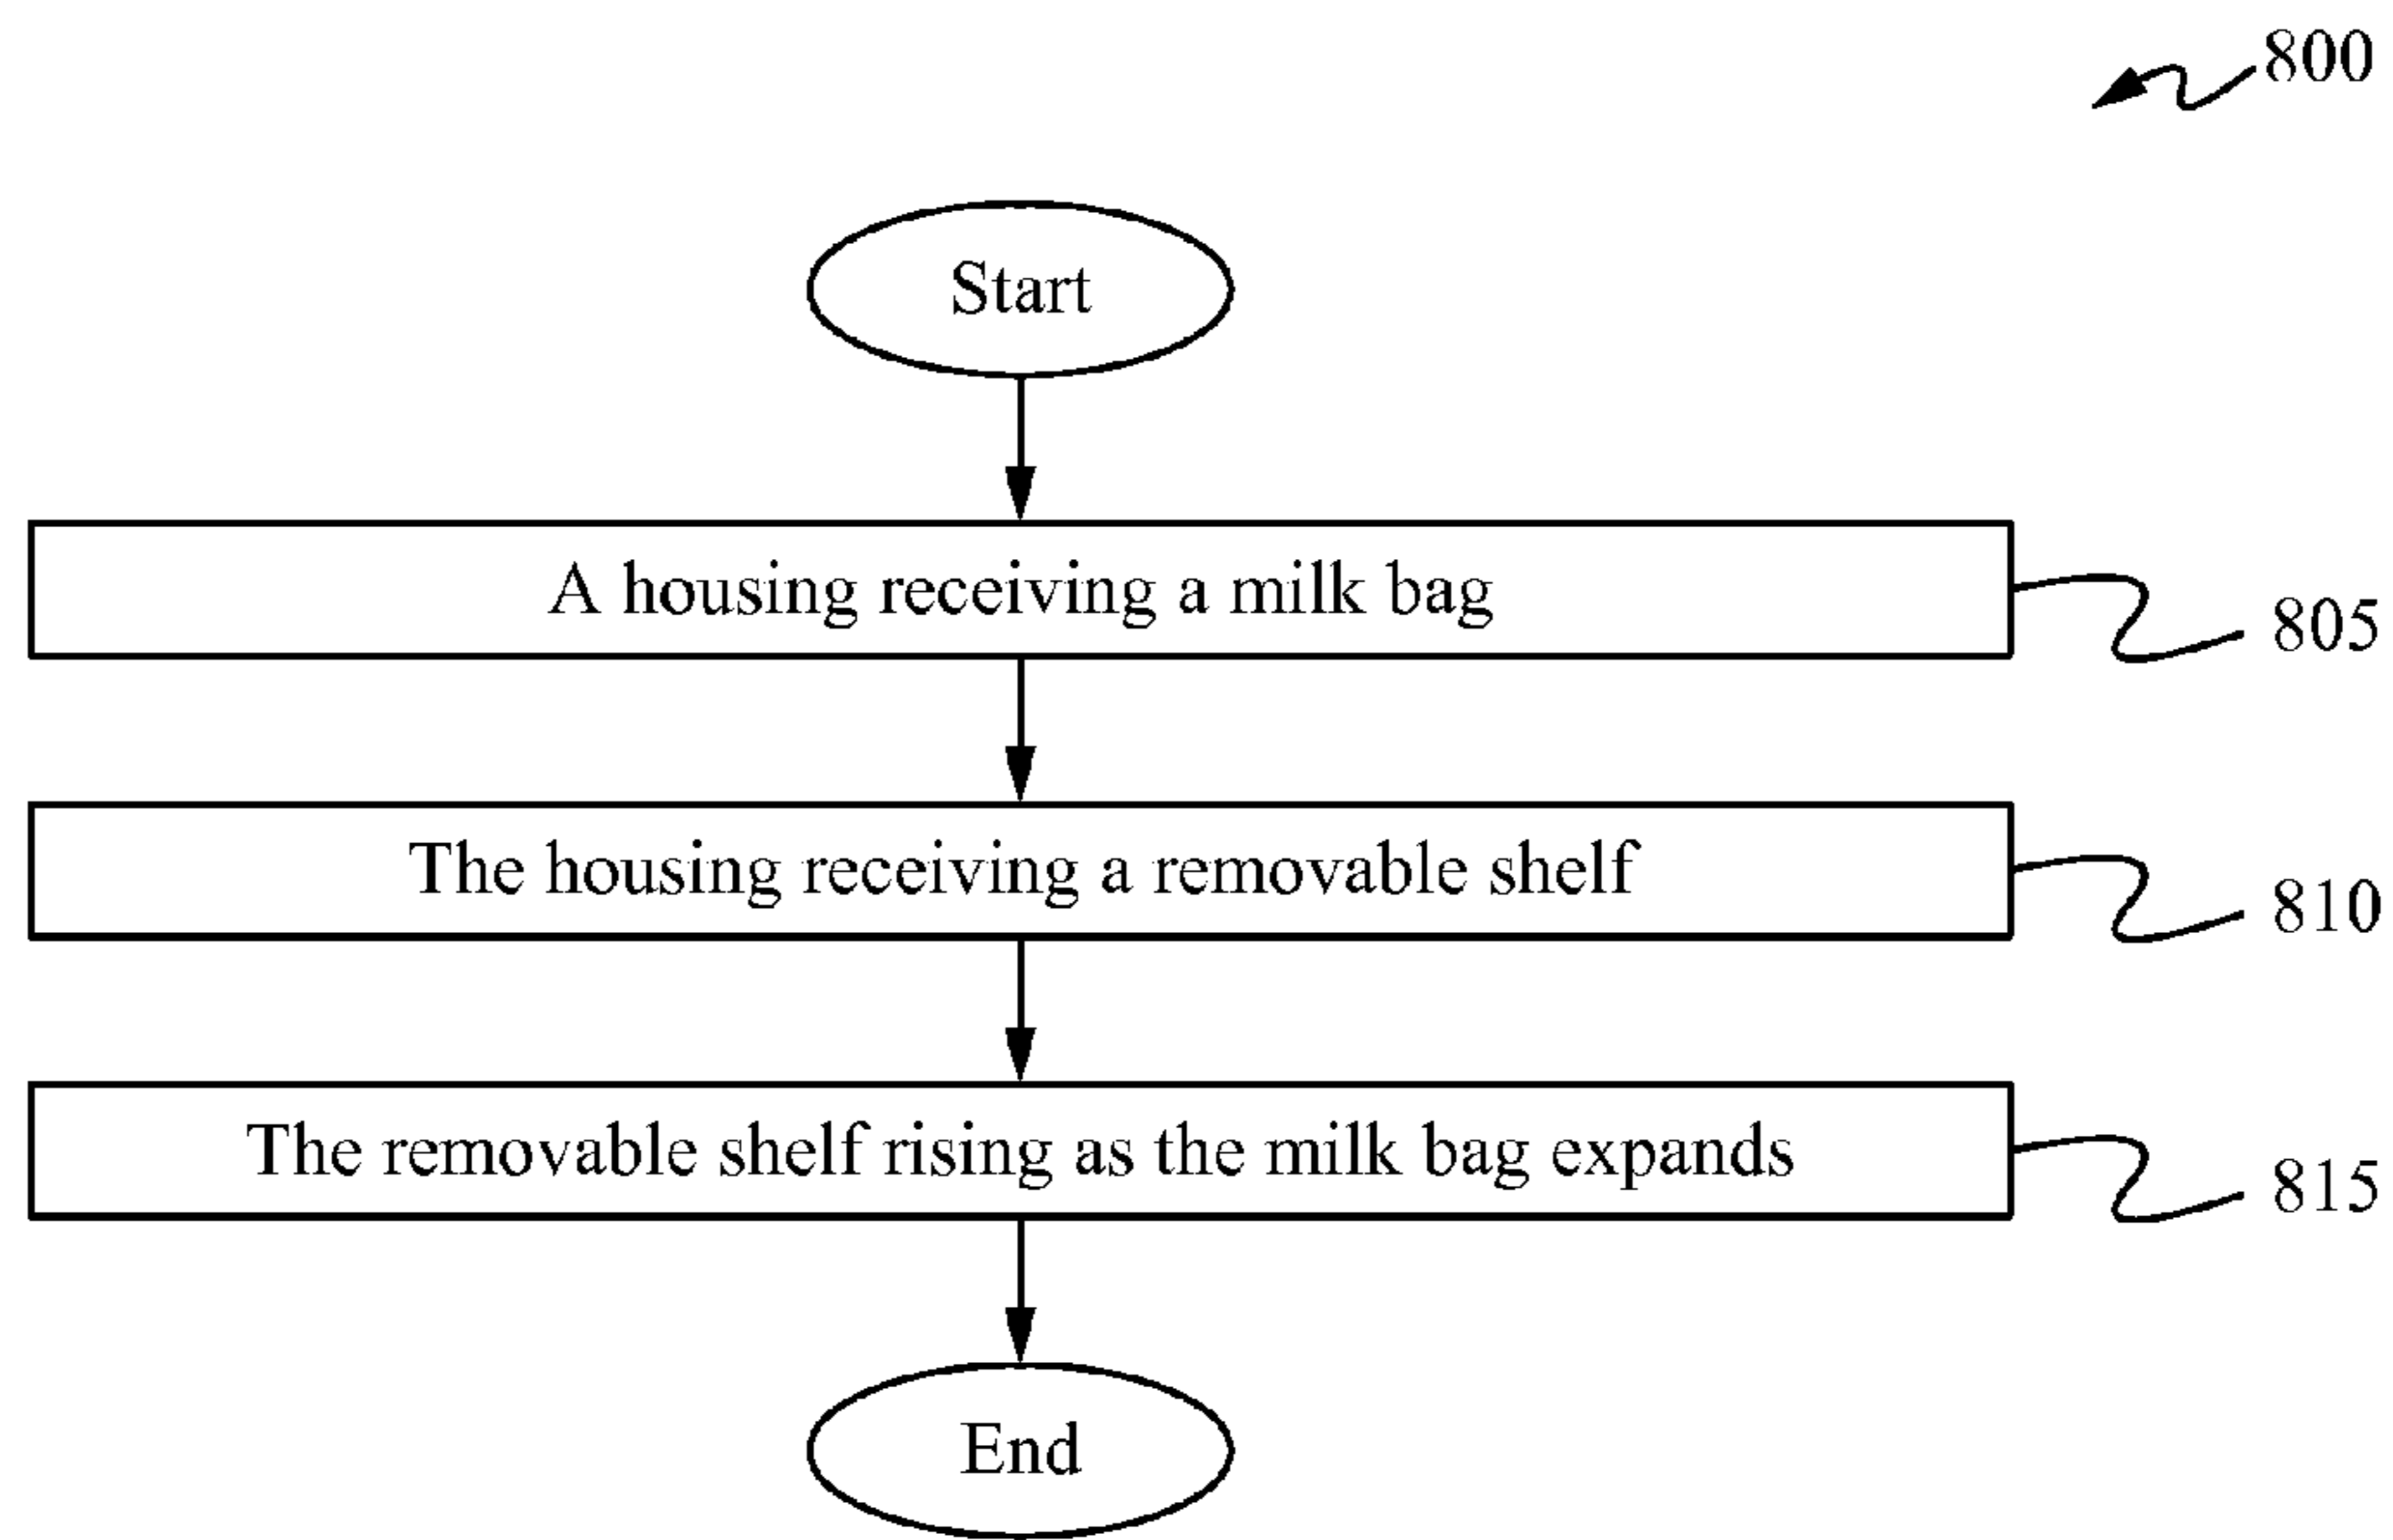 800
Start
A housing receiving a milk bag
805
The housing receiving a removable shelf
810
The removable shelf rising as the milk bag expands
815
End